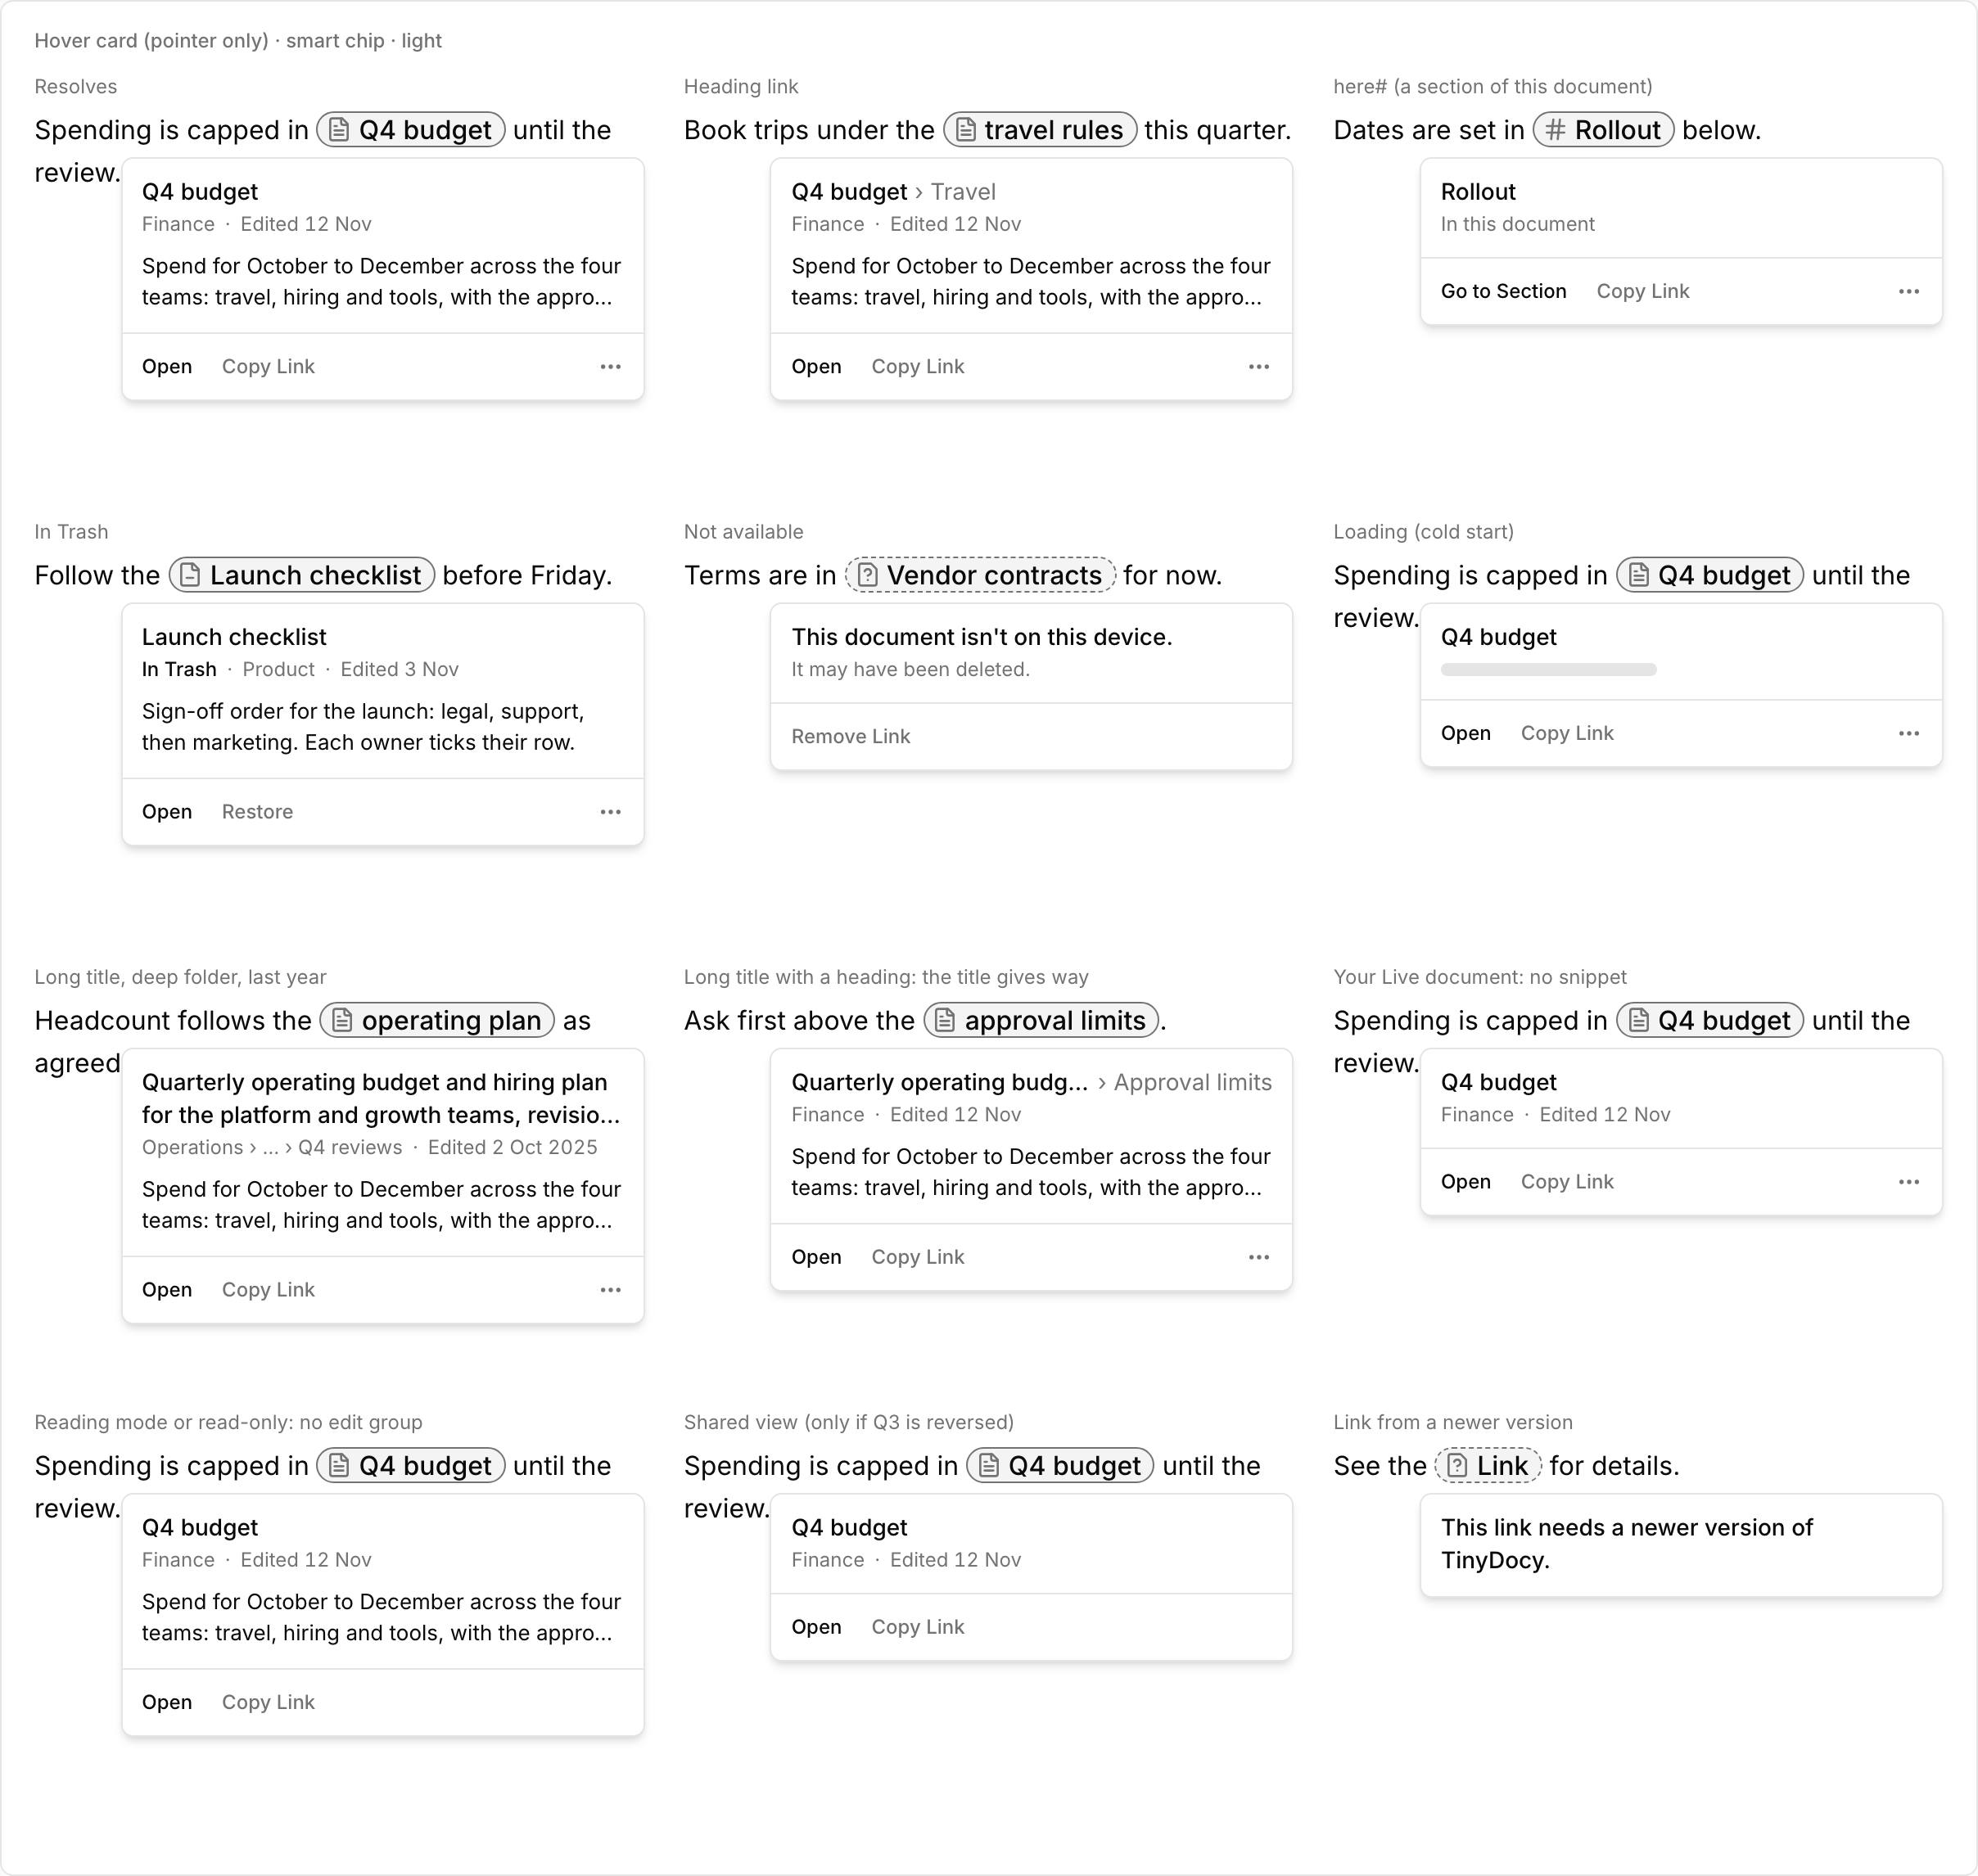 Hover card (pointer only) · smart chip · light
Resolves
Spending is capped in Q4 budget until the
review.
Q4 budget
Finance · Edited 12 Nov
Spend for October to December across the four
teams: travel, hiring and tools, with the appro...
Open Copy Link ...
Heading link
Book trips under the travel rules this quarter.
Q4 budget › Travel
Finance · Edited 12 Nov
Spend for October to December across the four
teams: travel, hiring and tools, with the appro...
Open Copy Link ...
here# (a section of this document)
Dates are set in # Rollout below.
Rollout
In this document
Go to Section Copy Link ...
In Trash
Follow the Launch checklist before Friday.
Launch checklist
In Trash · Product · Edited 3 Nov
Sign-off order for the launch: legal, support,
then marketing. Each owner ticks their row.
Open Restore ...
Not available
Terms are in ? Vendor contracts for now.
This document isn't on this device.
It may have been deleted.
Remove Link
Loading (cold start)
Spending is capped in Q4 budget until the
review.
Q4 budget
Open Copy Link ...
Long title, deep folder, last year
Headcount follows the operating plan as
agreed
Quarterly operating budget and hiring plan
for the platform and growth teams, revisio...
Operations › ... › Q4 reviews · Edited 2 Oct 2025
Spend for October to December across the four
teams: travel, hiring and tools, with the appro...
Open Copy Link ...
Long title with a heading: the title gives way
Ask first above the approval limits.
Quarterly operating budg... › Approval limits
Finance · Edited 12 Nov
Spend for October to December across the four
teams: travel, hiring and tools, with the appro...
Open Copy Link ...
Your Live document: no snippet
Spending is capped in Q4 budget until the
review.
Q4 budget
Finance · Edited 12 Nov
Open Copy Link ...
Reading mode or read-only: no edit group
Spending is capped in Q4 budget until the
review.
Q4 budget
Finance · Edited 12 Nov
Spend for October to December across the four
teams: travel, hiring and tools, with the appro...
Open Copy Link
Shared view (only if Q3 is reversed)
Spending is capped in Q4 budget until the
review.
Q4 budget
Finance · Edited 12 Nov
Open Copy Link
Link from a newer version
See the ? Link for details.
This link needs a newer version of
TinyDocy.